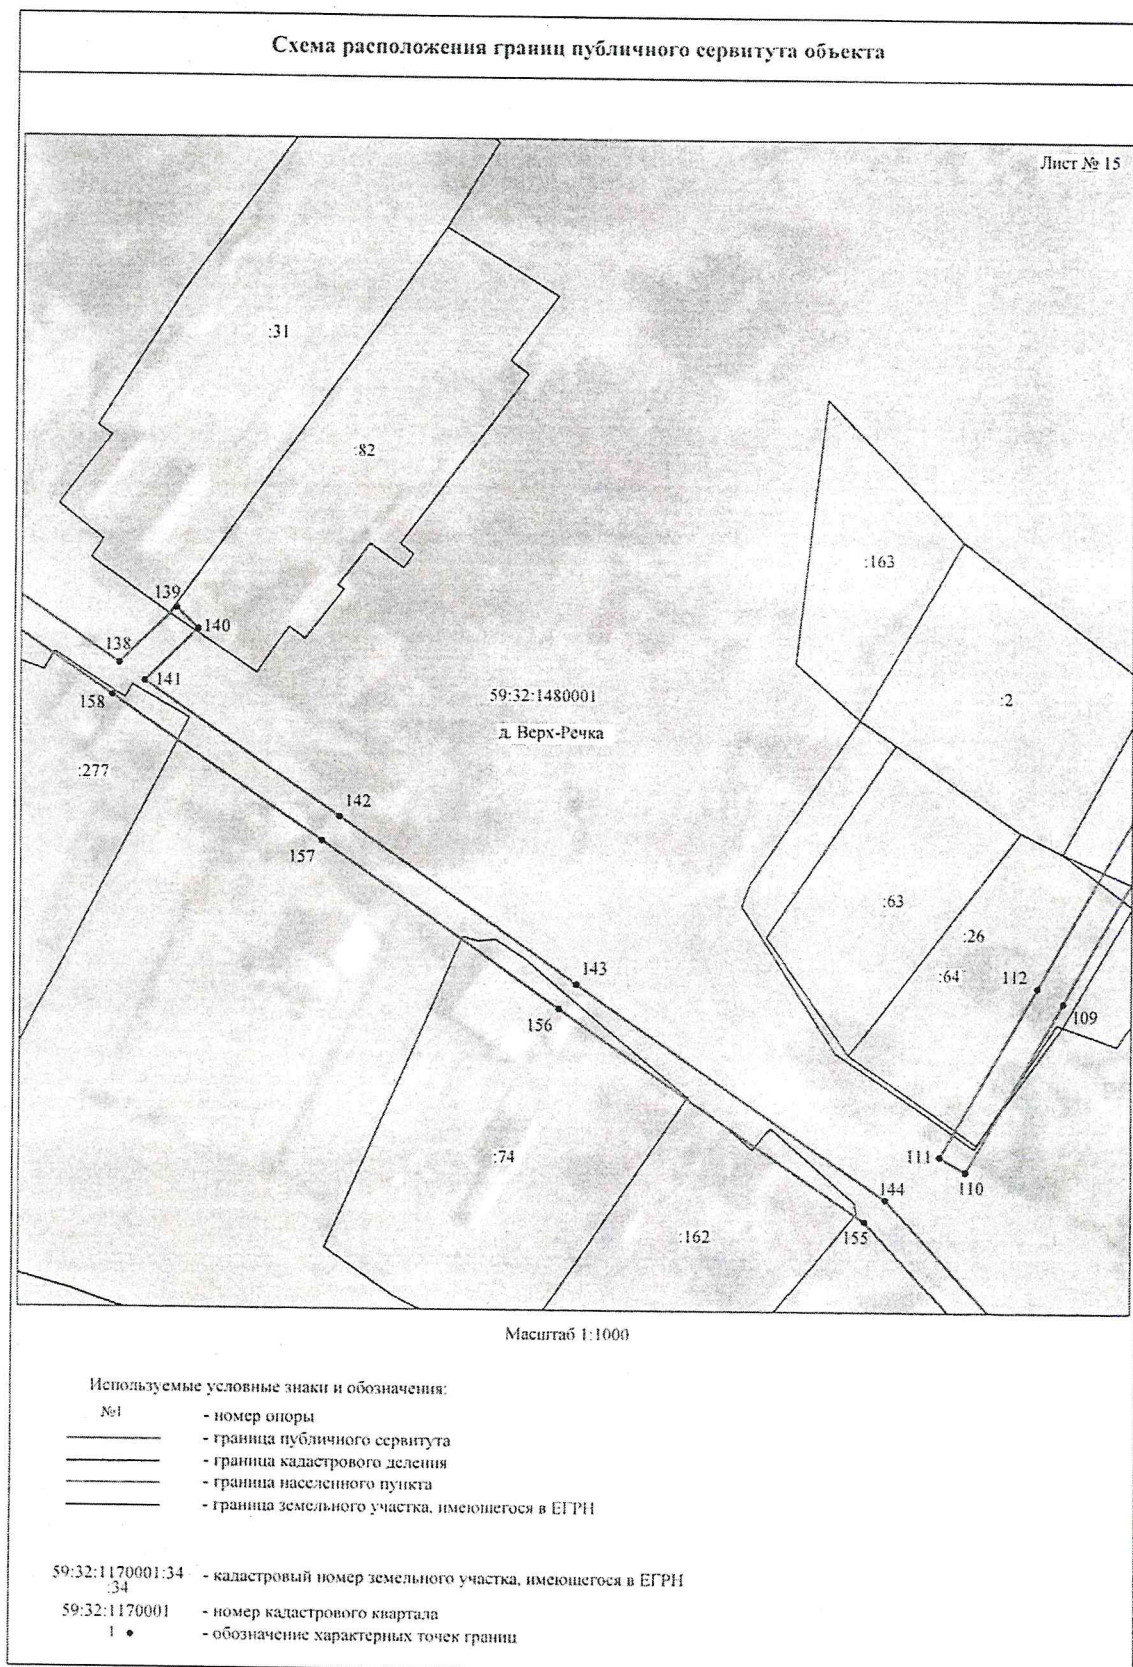 Схема расположения границ публичного сервитута объекта
Лист № 15
:31
:82
:163
139
140
138
141
158
59:32:1480001
:2
д. Верх-Речка
:277
142
157
:63
:26
:64
143
112
156
109
:74
111
110
144
:162
155
Масштаб 1:1000
Используемые условные знаки и обозначения:
№1 - номер опоры
- граница публичного сервитута
- граница кадастрового деления
- граница населенного пункта
- граница земельного участка, имеющегося в ЕГРН
59:32:1170001:34 - кадастровый номер земельного участка, имеющегося в ЕГРН
:34
59:32:1170001 - номер кадастрового квартала
1 - обозначение характерных точек границ